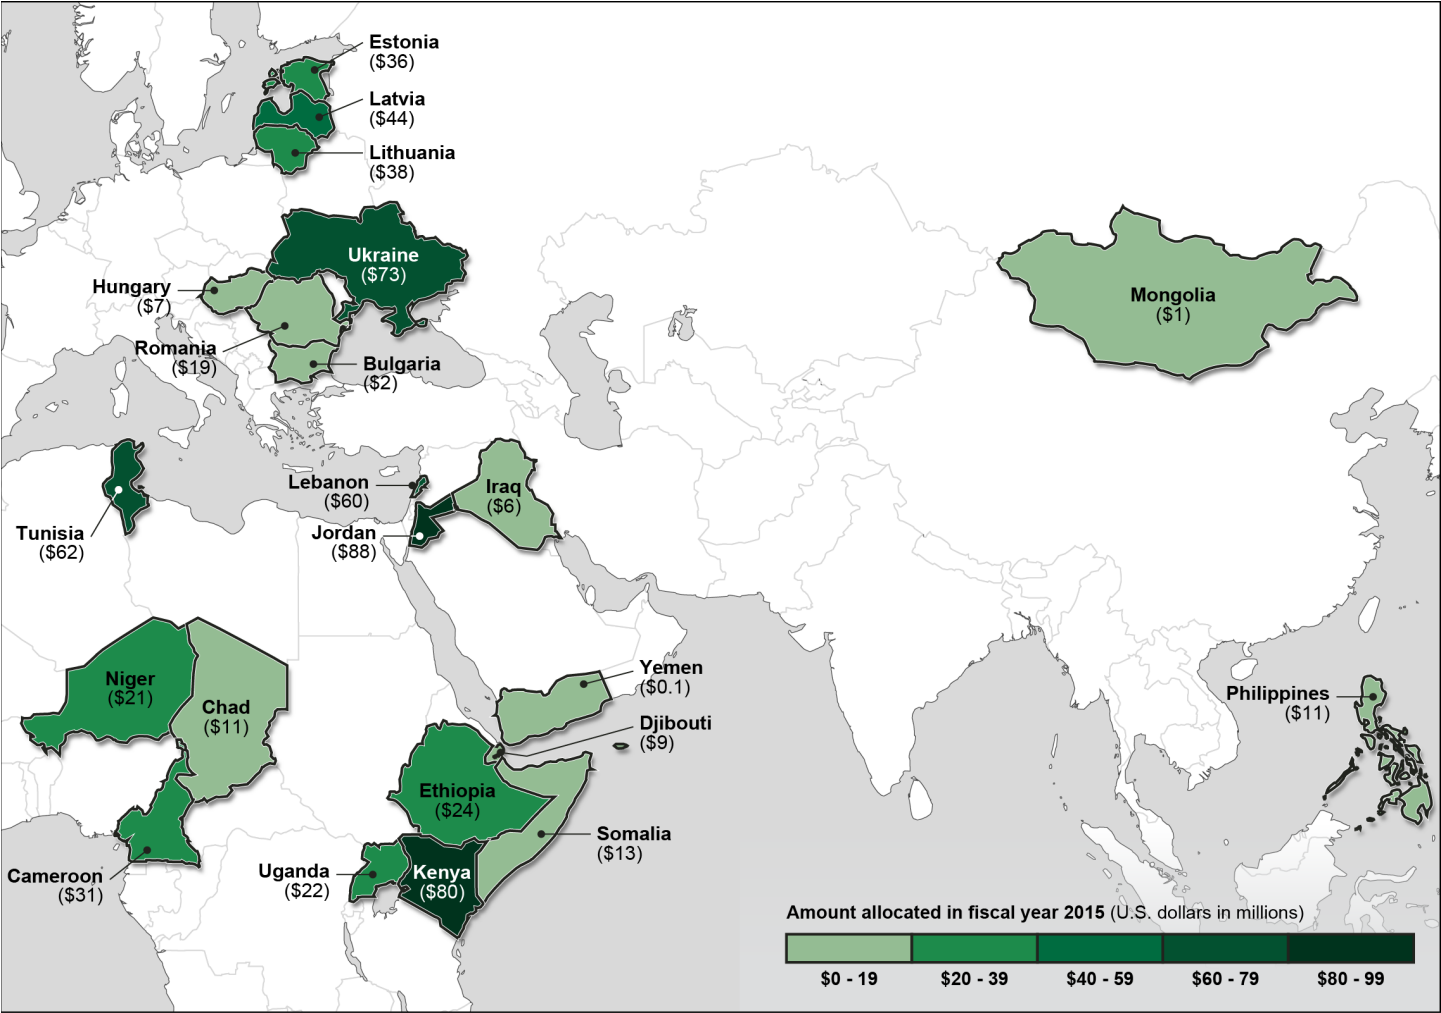 Estonia
($36)
Latvia
($44)
Lithuania
($38)
Ukraine
($73)
Hungary
($7)
Romania
($19)
Bulgaria
($2)
Mongolia
($1)
Lebanon
($60)
Iraq
($6)
Tunisia
($62)
Jordan
($88)
Niger
($21)
Chad
($11)
Yemen
($0.1)
Djibouti
($9)
Philippines
($11)
Ethiopia
($24)
Somalia
($13)
Cameroon
($31)
Uganda
($22)
Kenya
($80)
Amount allocated in fiscal year 2015 (U.S. dollars in millions)
$0 - 19
$20 - 39
$40 - 59
$60 - 79
$80 - 99